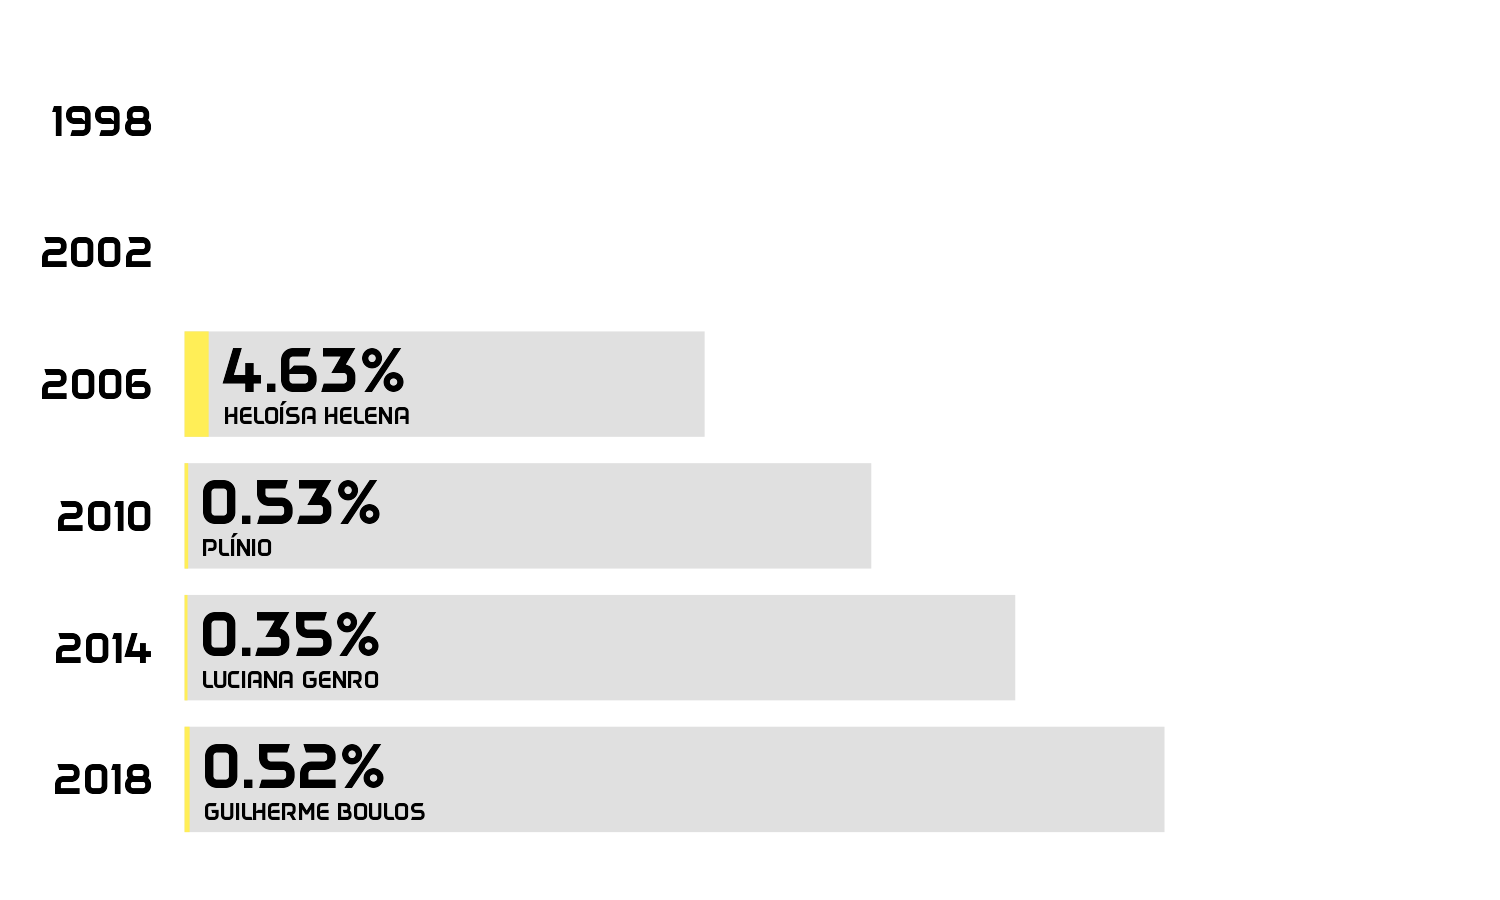 1998
2002
2006
4.63%
HELOÍSA HELENA
2010
0.53%
PLÍNIO
2014
0.35%
LUCIANA GENRO
2018
0.52%
GUILHERME BOULOS